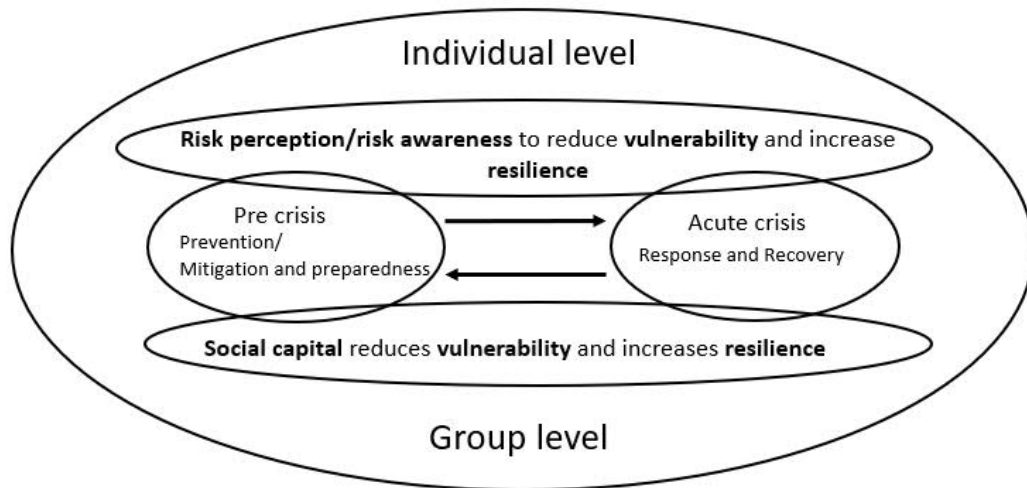 Individual level
Risk perception/risk awareness to reduce vulnerability and increase
resilience
Pre crisis
Prevention/
Mitigation and preparedness
Acute crisis
Response and Recovery
Social capital reduces vulnerability and increases resilience
Group level